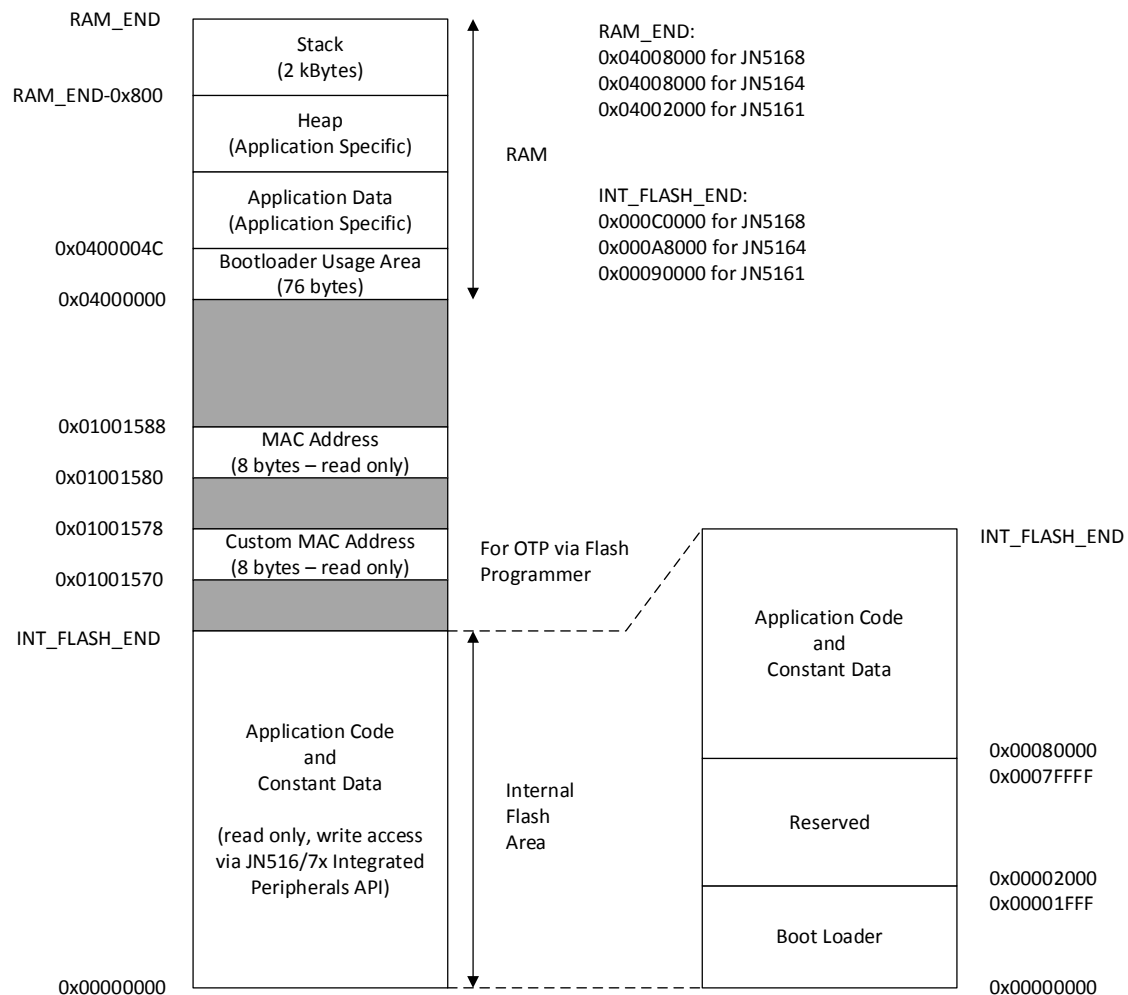 RAM_END
Stack
(2 kBytes)
RAM_END-0x800
Heap
(Application Specific)
RAM
Application Data
(Application Specific)
0x0400004C
Bootloader Usage Area
(76 bytes)
0x04000000
RAM_END:
0x04008000 for JN5168
0x04008000 for JN5164
0x04002000 for JN5161
INT_FLASH_END:
0x000C0000 for JN5168
0x000A8000 for JN5164
0x00090000 for JN5161
0x01001588
MAC Address
(8 bytes – read only)
0x01001580
0x01001578
Custom MAC Address
(8 bytes – read only)
0x01001570
For OTP via Flash
Programmer
INT_FLASH_END
Application Code
and
Constant Data
(read only, write access
via JN516/7x Integrated
Peripherals API)
Internal
Flash
Area
0x00000000
INT_FLASH_END
Application Code
and
Constant Data
0x00080000
0x0007FFFF
Reserved
0x00002000
0x00001FFF
Boot Loader
0x00000000